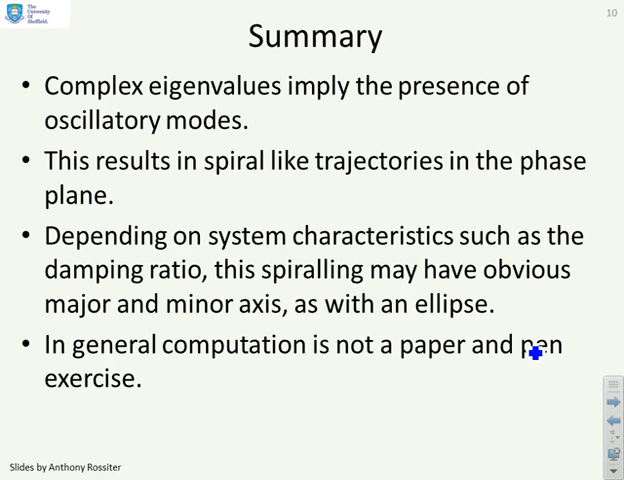 The
University
Of
Sheffield.
10
Summary
• Complex eigenvalues imply the presence of
oscillatory modes.
• This results in spiral like trajectories in the phase
plane.
• Depending on system characteristics such as the
damping ratio, this spiralling may have obvious
major and minor axis, as with an ellipse.
• In general computation is not a paper and pen
exercise.
Slides by Anthony Rossiter